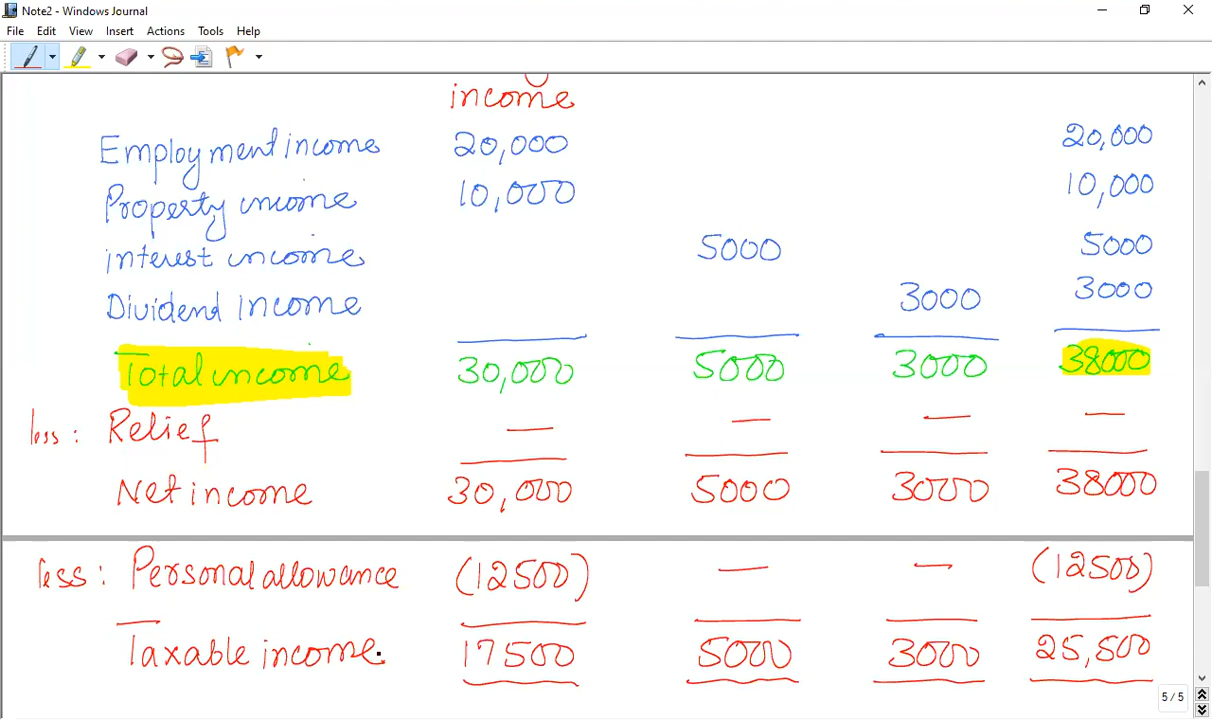 Note2 - Windows Journal
File Edit View Insert Actions Tools Help
income
Employment income 20,000 20,000
Property income 10,000 10,000
interest income 5000 5000
Dividend Income 3000 3000
Total income 30,000 5000 3000 38000
less: Relief — — — —
Net income 30,000 5000 3000 38000
less: Personal allowance (12500) — — (12500)
Taxable income 17500 5000 3000 25,500
5 / 5